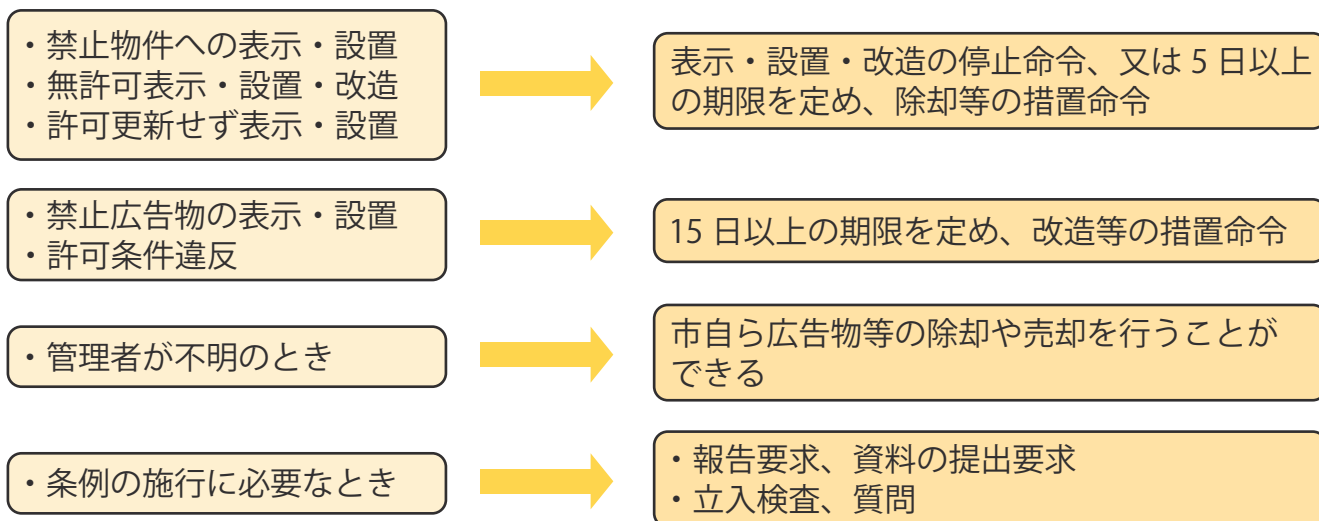 ・禁止物件への表示・設置
・無許可表示・設置・改造
・許可更新せず表示・設置
表示・設置・改造の停止命令、又は 5 日以上
の期限を定め、除却等の措置命令
・禁止広告物の表示・設置
・許可条件違反
15 日以上の期限を定め、改造等の措置命令
・管理者が不明のとき
市自ら広告物等の除却や売却を行うことが
できる
・条例の施行に必要なとき
・報告要求、資料の提出要求
・立入検査、質問